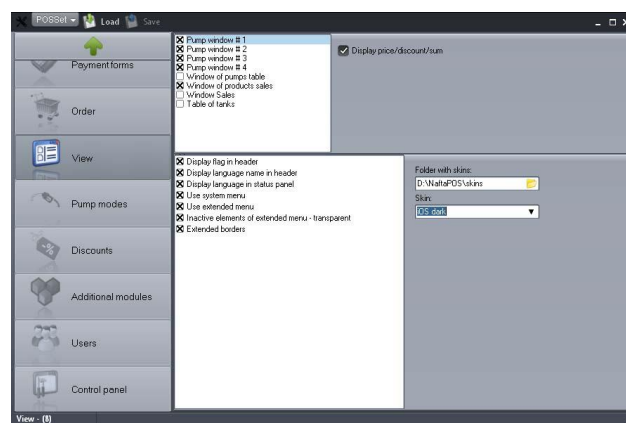 POSSet Load Save
Payment forms
Order
View
Pump modes
Discounts
Additional modules
Users
Control panel
Pump window # 1
Pump window # 2
Pump window # 3
Pump window # 4
Window of pumps table
Window of products sales
Window Sales
Table of tanks
Display price/discount/sum
Display flag in header
Display language name in header
Display language in status panel
Use system menu
Use extended menu
Inactive elements of extended menu - transparent
Extended borders
Folder with skins:
D:\NaftaPOS\skins
Skin:
iOS dark
View - (8)